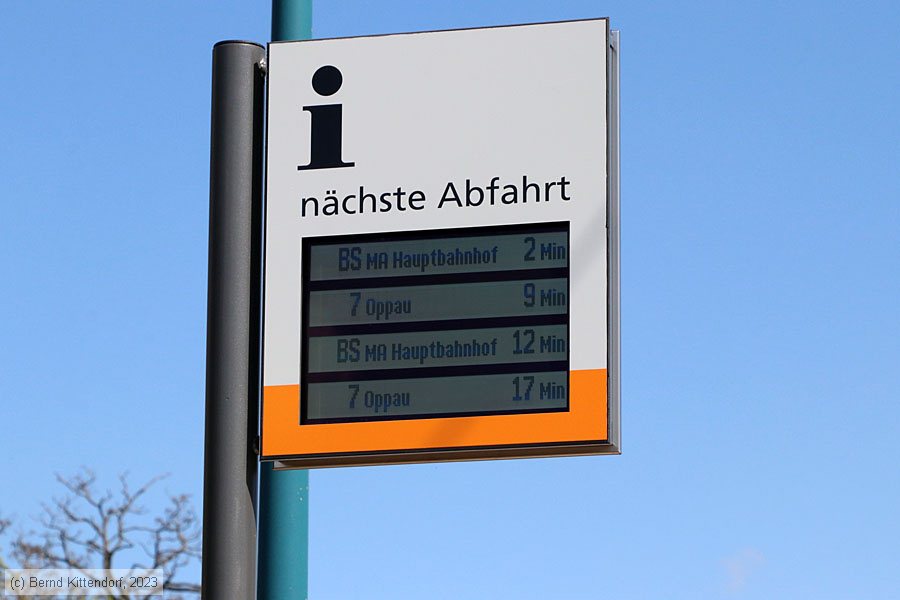 i
nächste Abfahrt
BS MA Hauptbahnhof 2 Min
7 Oppau 9 Min
BS MA Hauptbahnhof 12 Min
7 Oppau 17 Min
(c) Bernd Kittendorf, 2023